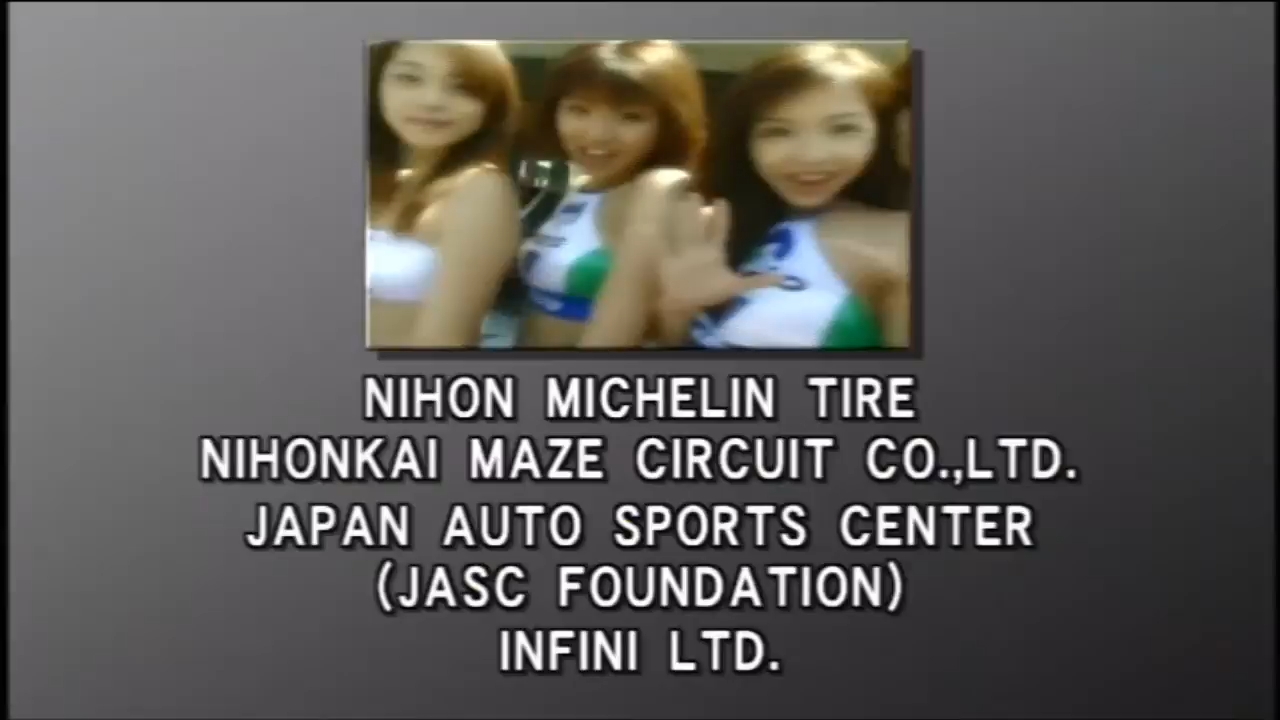 NIHON MICHELIN TIRE
NIHONKAI MAZE CIRCUIT CO.,LTD.
JAPAN AUTO SPORTS CENTER
(JASC FOUNDATION)
INFINI LTD.